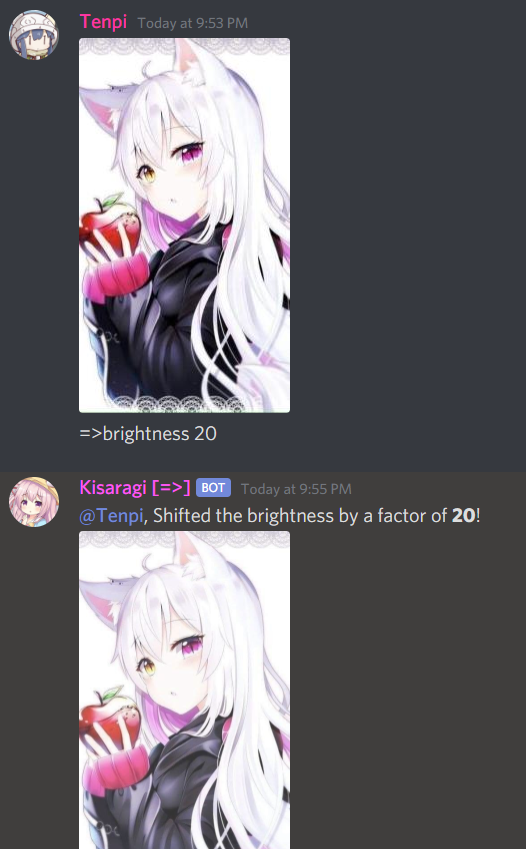 Tenpi Today at 9:53 PM
=>brightness 20
Kisaragi [=>] BOT Today at 9:55 PM
@Tenpi, Shifted the brightness by a factor of 20!